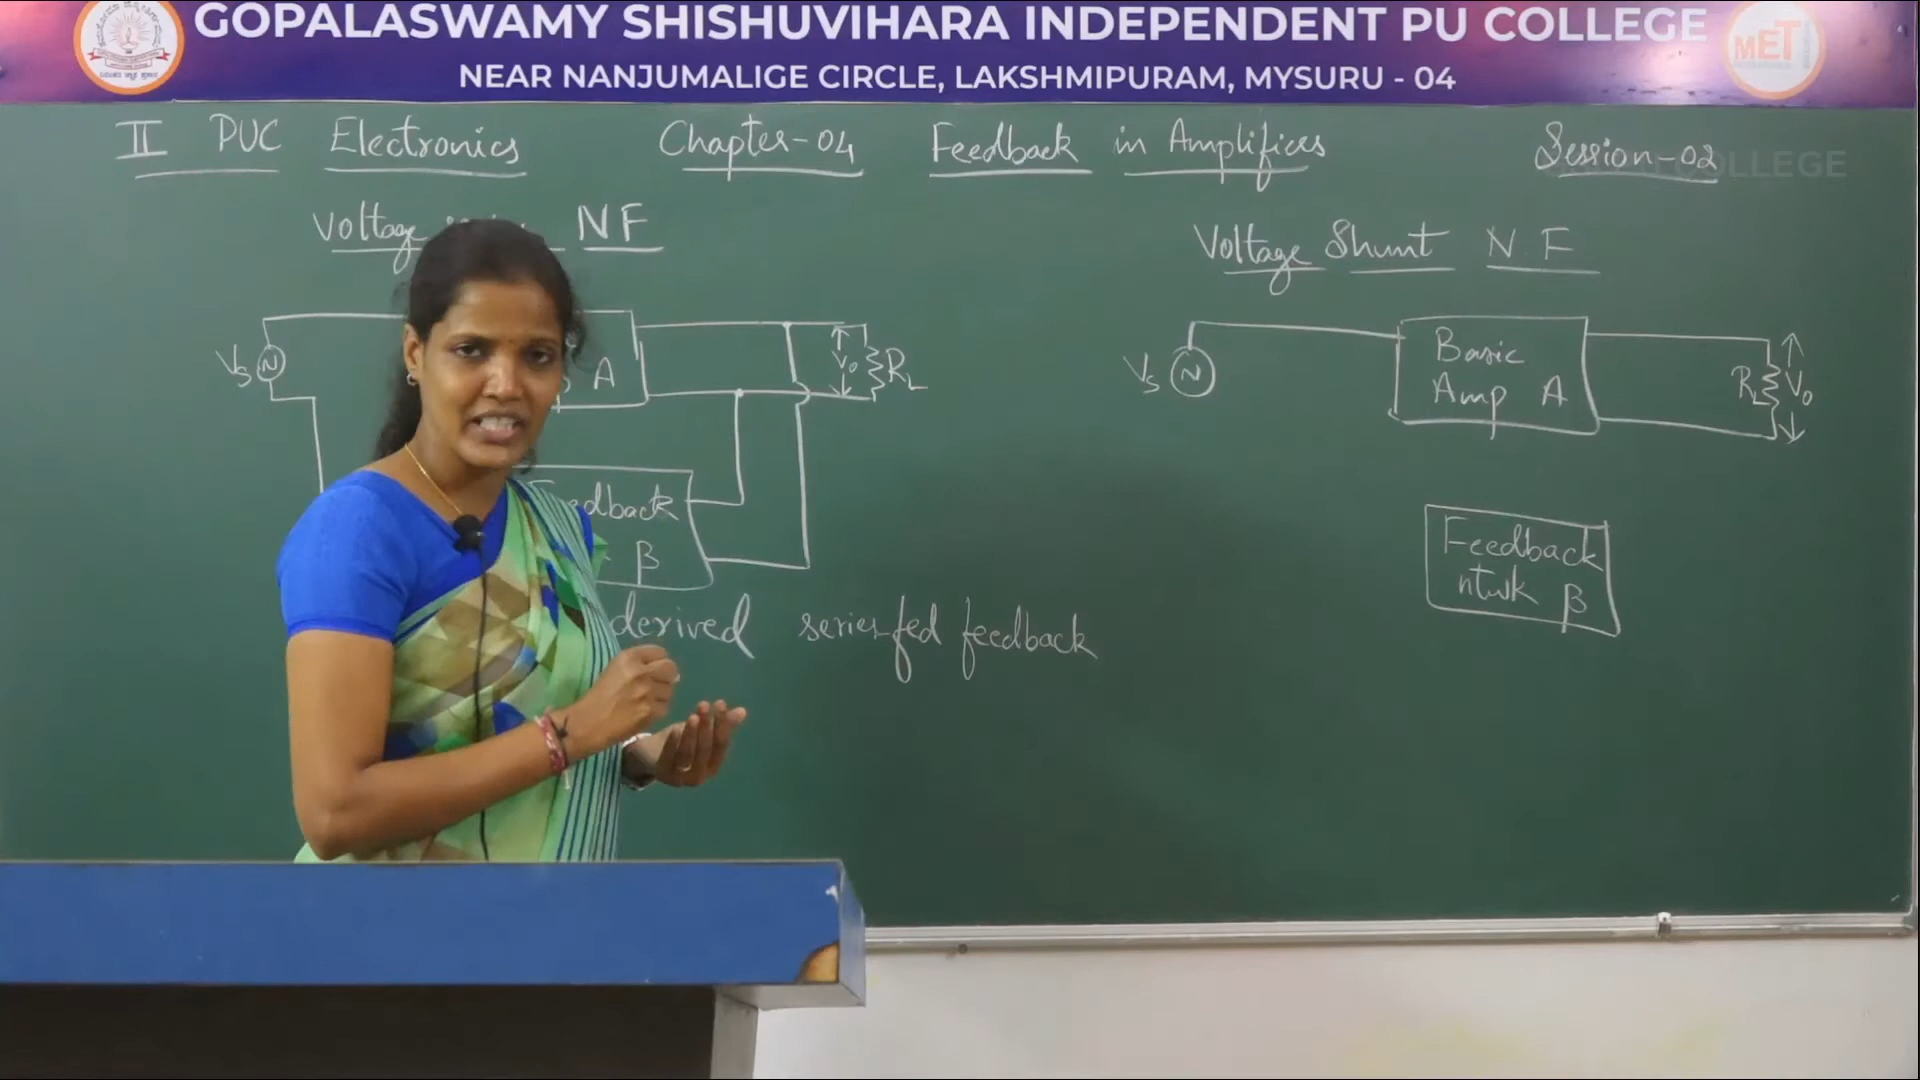 GOPALASWAMY SHISHUVIHARA INDEPENDENT PU COLLEGE
MET
NEAR NANJUMALIGE CIRCLE, LAKSHMIPURAM, MYSURU - 04
II PUC Electronics Chapter-04 Feedback in Amplifiers Session-02
COLLEGE
Voltage NF
Voltage Shunt N F
Vs
A
Vo
RL
Vs
Basic
Amp A
RL
Vo
Feedback
β
Feedback
ntwk β
derived series fed feedback